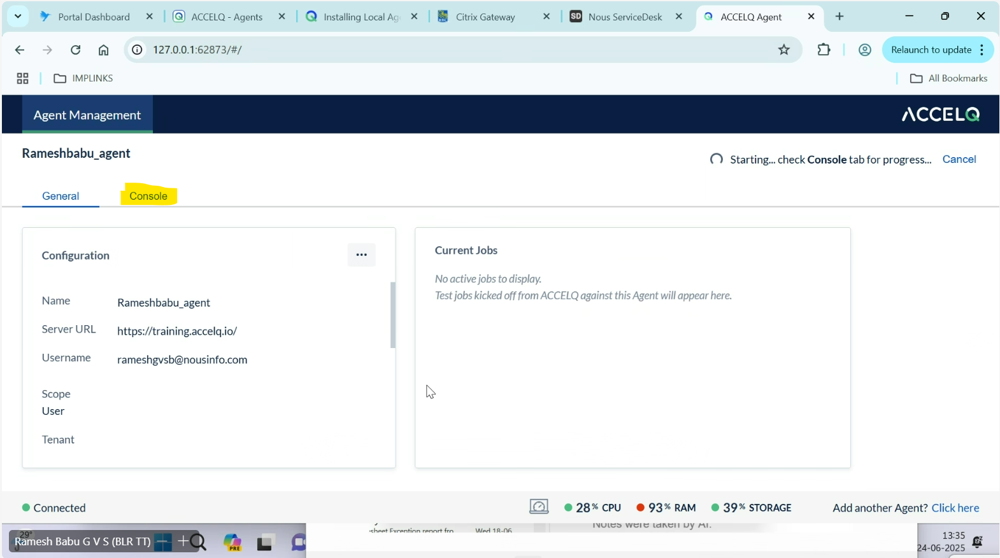 Portal Dashboard
ACCELQ - Agents
Installing Local Ag
Citrix Gateway
SD Nous ServiceDesk
ACCELQ Agent
127.0.0.1:62873/#/
Relaunch to update
IMPLINKS
All Bookmarks
Agent Management
ACCELQ
Rameshbabu_agent
Starting... check Console tab for progress... Cancel
General
Console
Configuration
...
Name Rameshbabu_agent
Server URL https://training.accelq.io/
Username rameshgvsb@nousinfo.com
Scope
User
Tenant
Current Jobs
No active jobs to display.
Test jobs kicked off from ACCELQ against this Agent will appear here.
Connected
28% CPU
93% RAM
39% STORAGE
Add another Agent? Click here
sheet Exception report fro
Wed 18-06
Notes were taken by AI.
29°
Ramesh Babu G V S (BLR TT)
PRE
13:35
24-06-2025